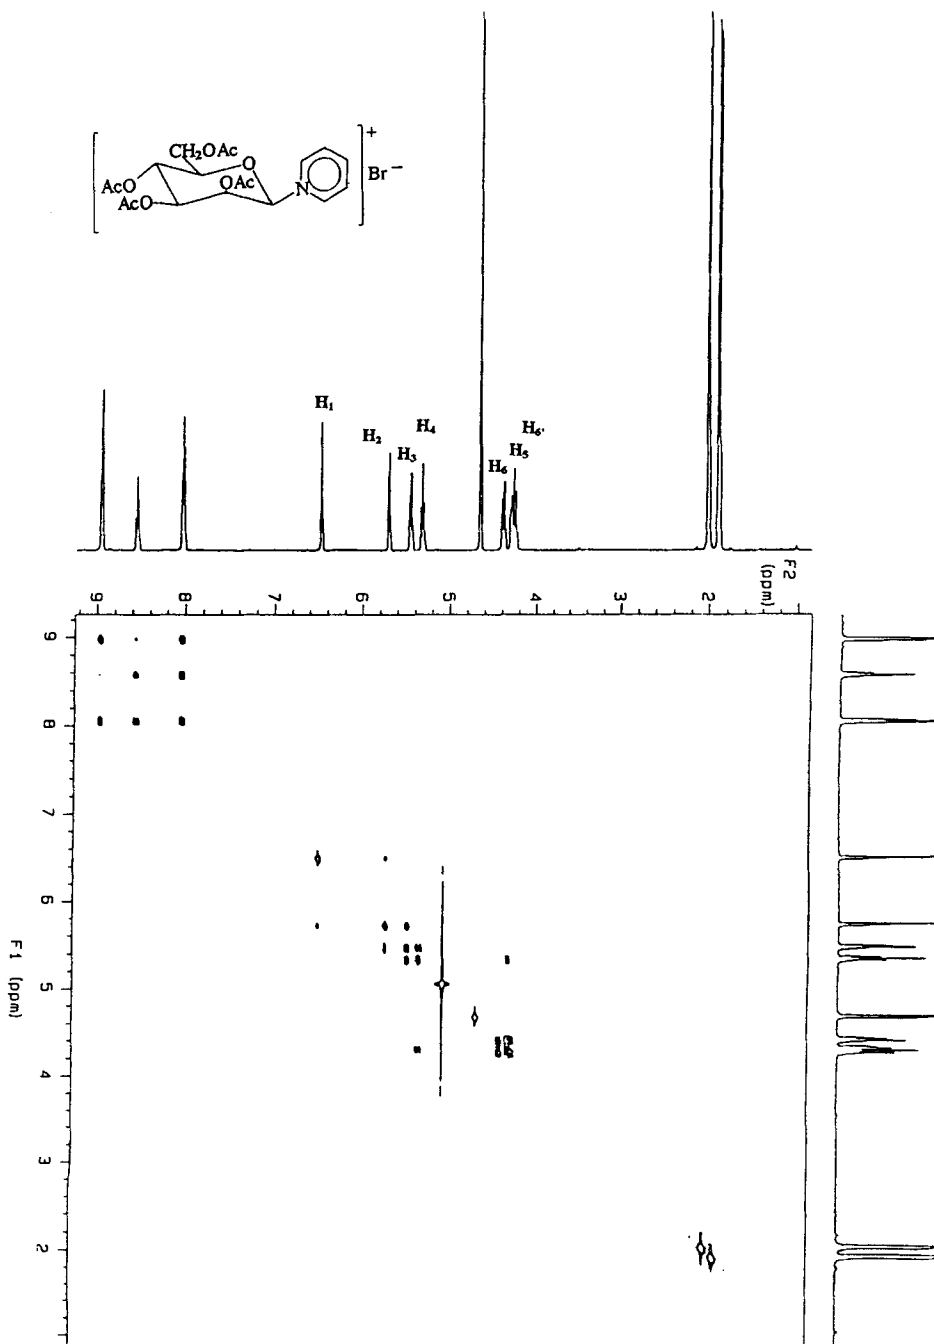 +
CH₂OAc
O
Br⁻
AcO
OAc
N
AcO
H₁
H₂
H₃
H₄
H₆
H₅
H₆'
F2
(ppm)
9
8
7
6
5
4
3
2
9
8
7
6
5
4
3
2
F1 (ppm)